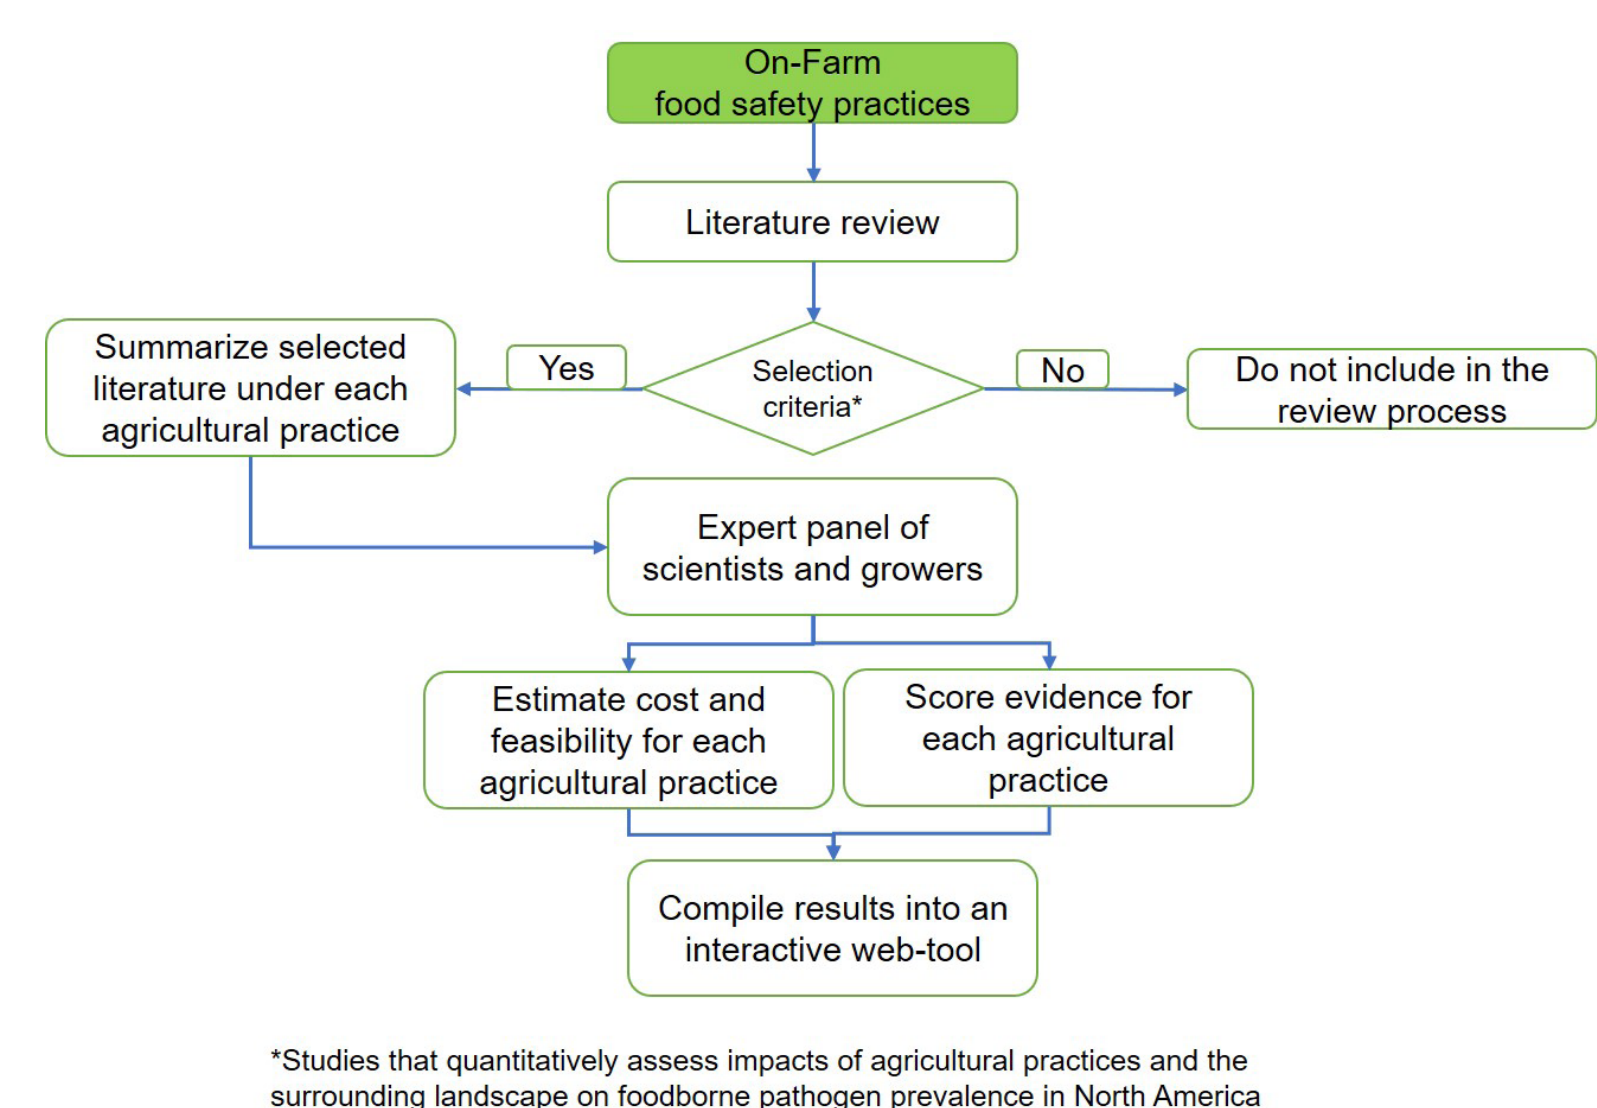 On-Farm
food safety practices
Literature review
Summarize selected
literature under each
agricultural practice
Yes
Selection
criteria*
No
Do not include in the
review process
Expert panel of
scientists and growers
Estimate cost and
feasibility for each
agricultural practice
Score evidence for
each agricultural
practice
Compile results into an
interactive web-tool
*Studies that quantitatively assess impacts of agricultural practices and the
surrounding landscape on foodborne pathogen prevalence in North America